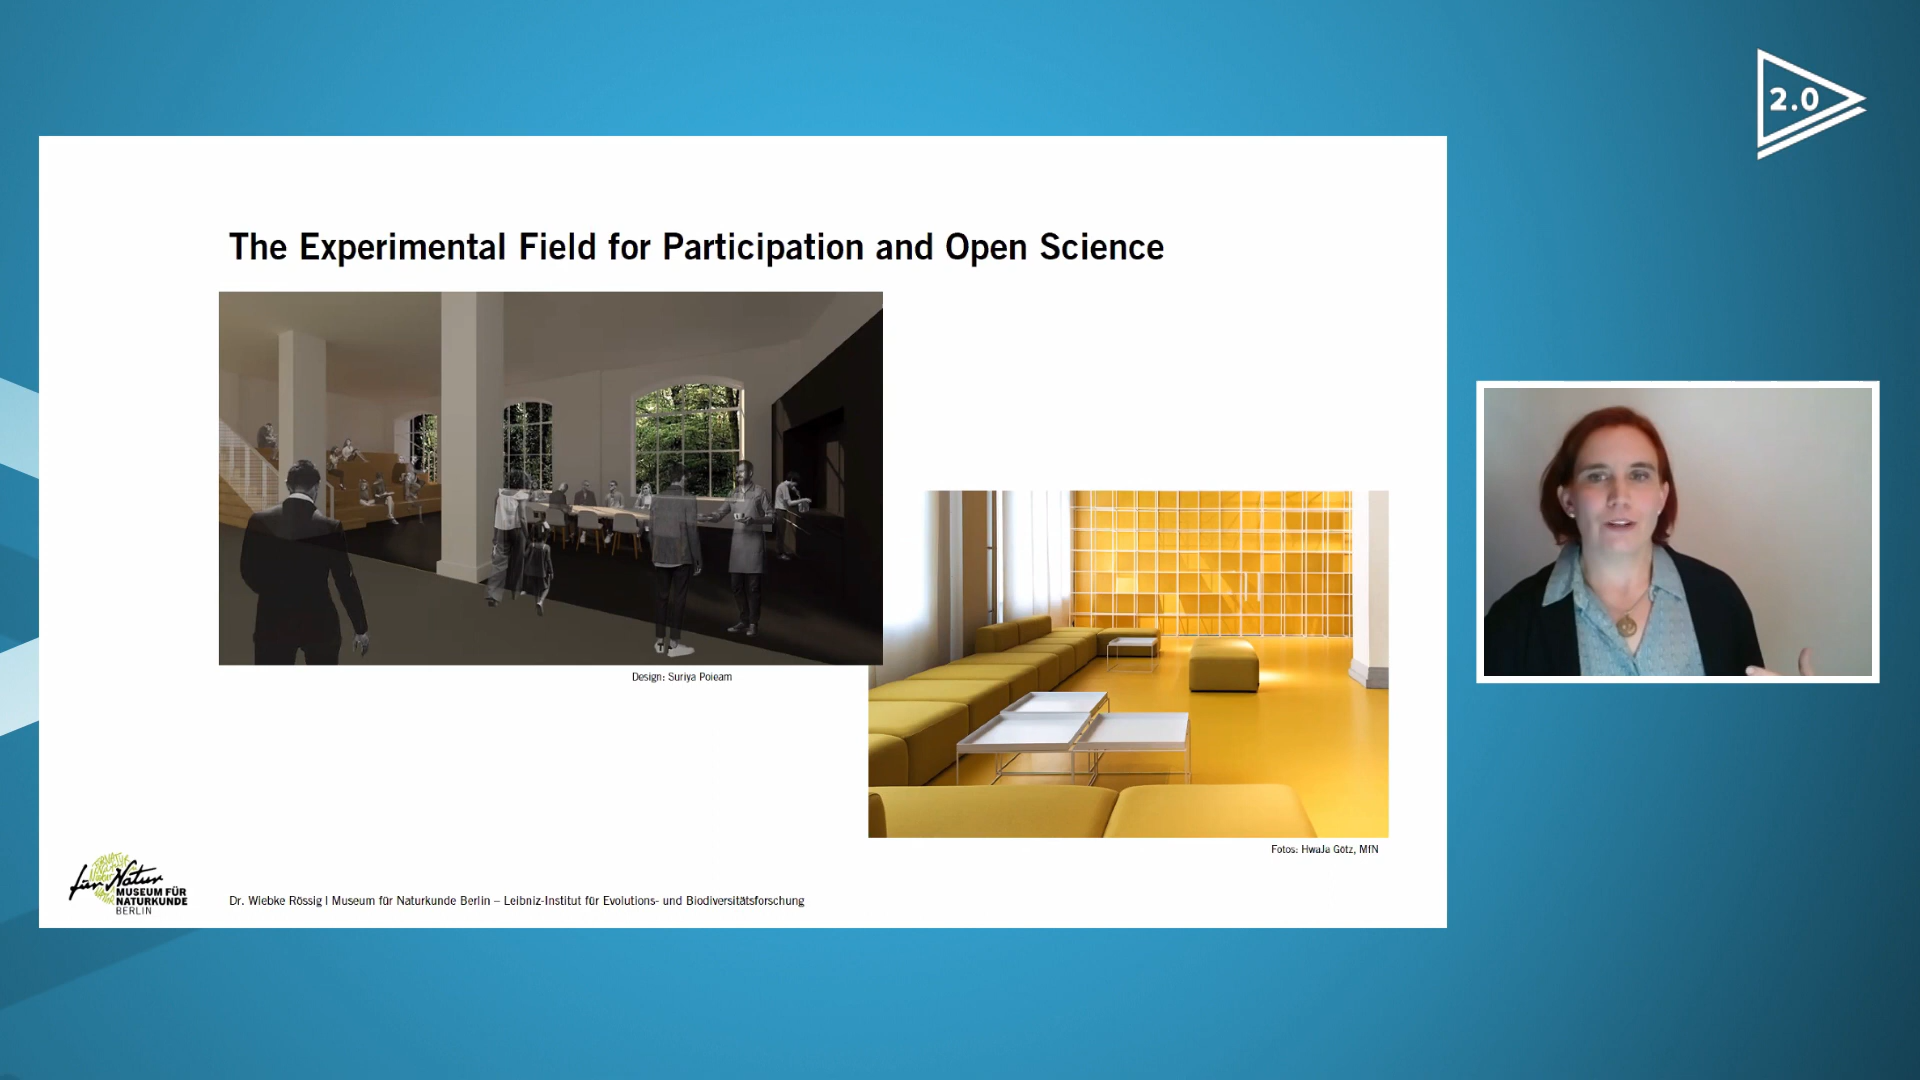 2.0
The Experimental Field for Participation and Open Science
Design: Suriya Poieam
Fotos: HwaJa Götz, MfN
für Natur
MUSEUM FÜR
NATURKUNDE
BERLIN
Dr. Wiebke Rössig | Museum für Naturkunde Berlin – Leibniz-Institut für Evolutions- und Biodiversitätsforschung